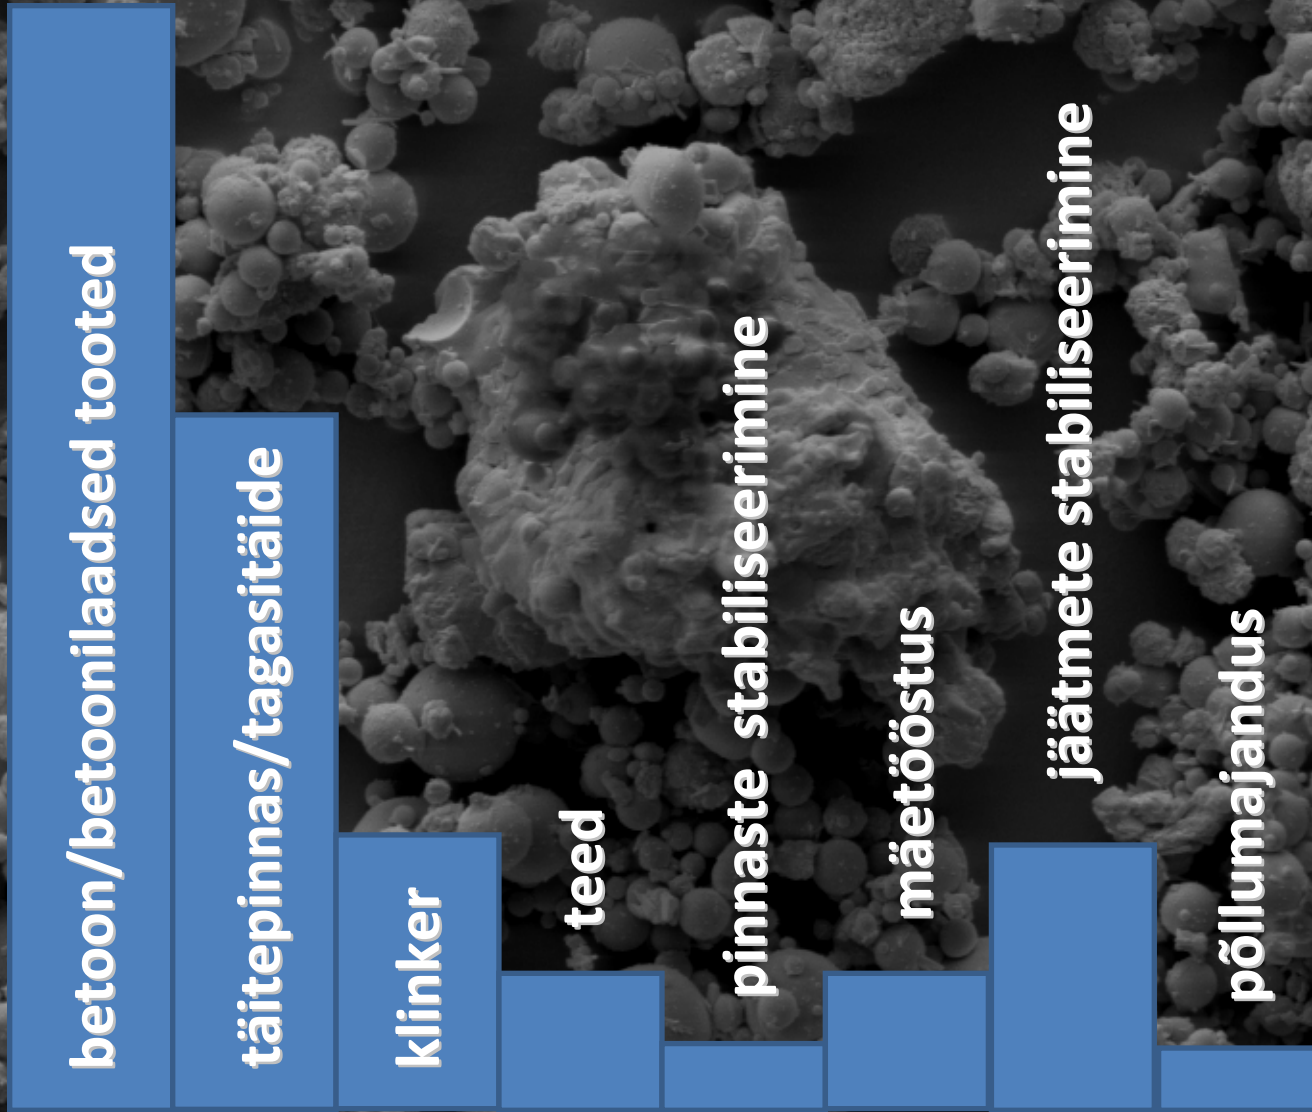 betoon/betoonilaadsed tooted
täitepinnas/tagasitäide
klinker
teed
pinnaste stabiliseerimine
mäetööstus
jäätmete stabiliseerimine
põllumajandus